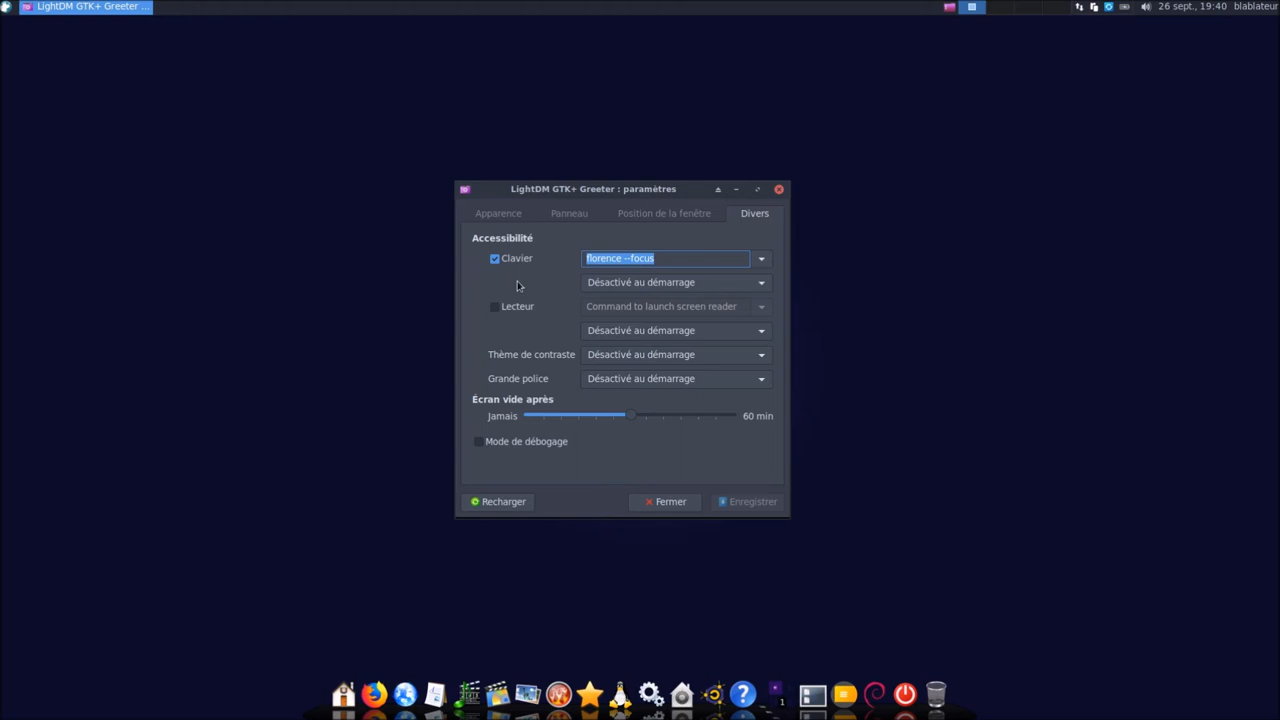 LightDM GTK+ Greeter ...
26 sept., 19:40 blablateur
LightDM GTK+ Greeter : paramètres
Apparence Panneau Position de la fenêtre Divers
Accessibilité
Clavier florence --focus
Désactivé au démarrage
Lecteur Command to launch screen reader
Désactivé au démarrage
Thème de contraste Désactivé au démarrage
Grande police Désactivé au démarrage
Écran vide après
Jamais 60 min
Mode de débogage
Recharger Fermer Enregistrer
1